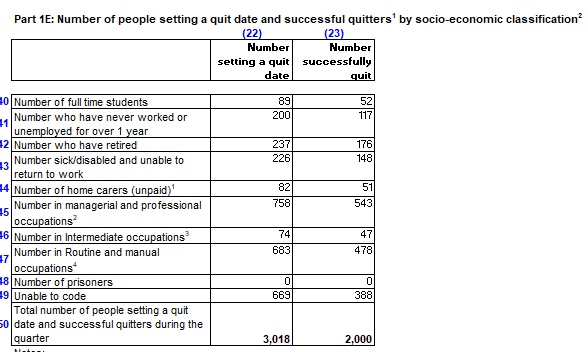 Part 1E: Number of people setting a quit date and successful quitters¹ by socio-economic classification²
(22) (23)
Number Number
setting a quit successfully
date quit
40 Number of full time students 89 52
41 Number who have never worked or 200 117
unemployed for over 1 year
42 Number who have retired 237 176
43 Number sick/disabled and unable to 226 148
return to work
44 Number of home carers (unpaid)¹ 82 51
45 Number in managerial and professional 758 543
occupations²
46 Number in Intermediate occupations³ 74 47
47 Number in Routine and manual 683 478
occupations⁴
48 Number of prisoners 0 0
49 Unable to code 669 388
Total number of people setting a quit
50 date and successful quitters during the
quarter 3,018 2,000